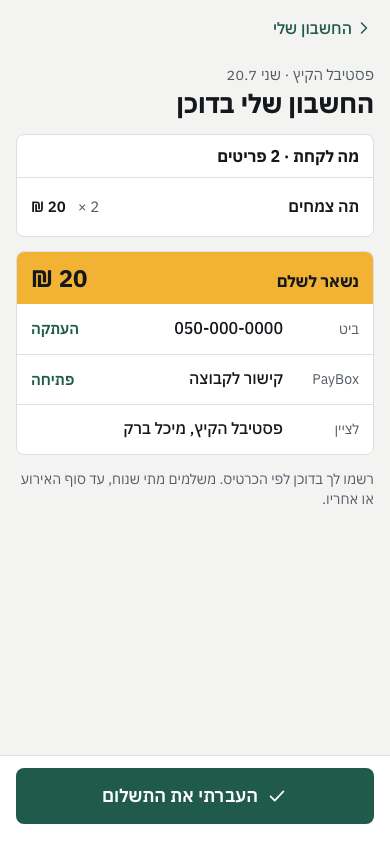 החשבון שלי
פסטיבל הקיץ · שני 20.7
החשבון שלי בדוכן
מה לקחת · 2 פריטים
תה צמחים 2 × 20 ₪
נשאר לשלם 20 ₪
ביט 050-000-0000 העתקה
PayBox קישור לקבוצה פתיחה
לציין פסטיבל הקיץ, מיכל ברק
רשמו לך בדוכן לפי הכרטיס. משלמים מתי שנוח, עד סוף האירוע
או אחריו.
העברתי את התשלום